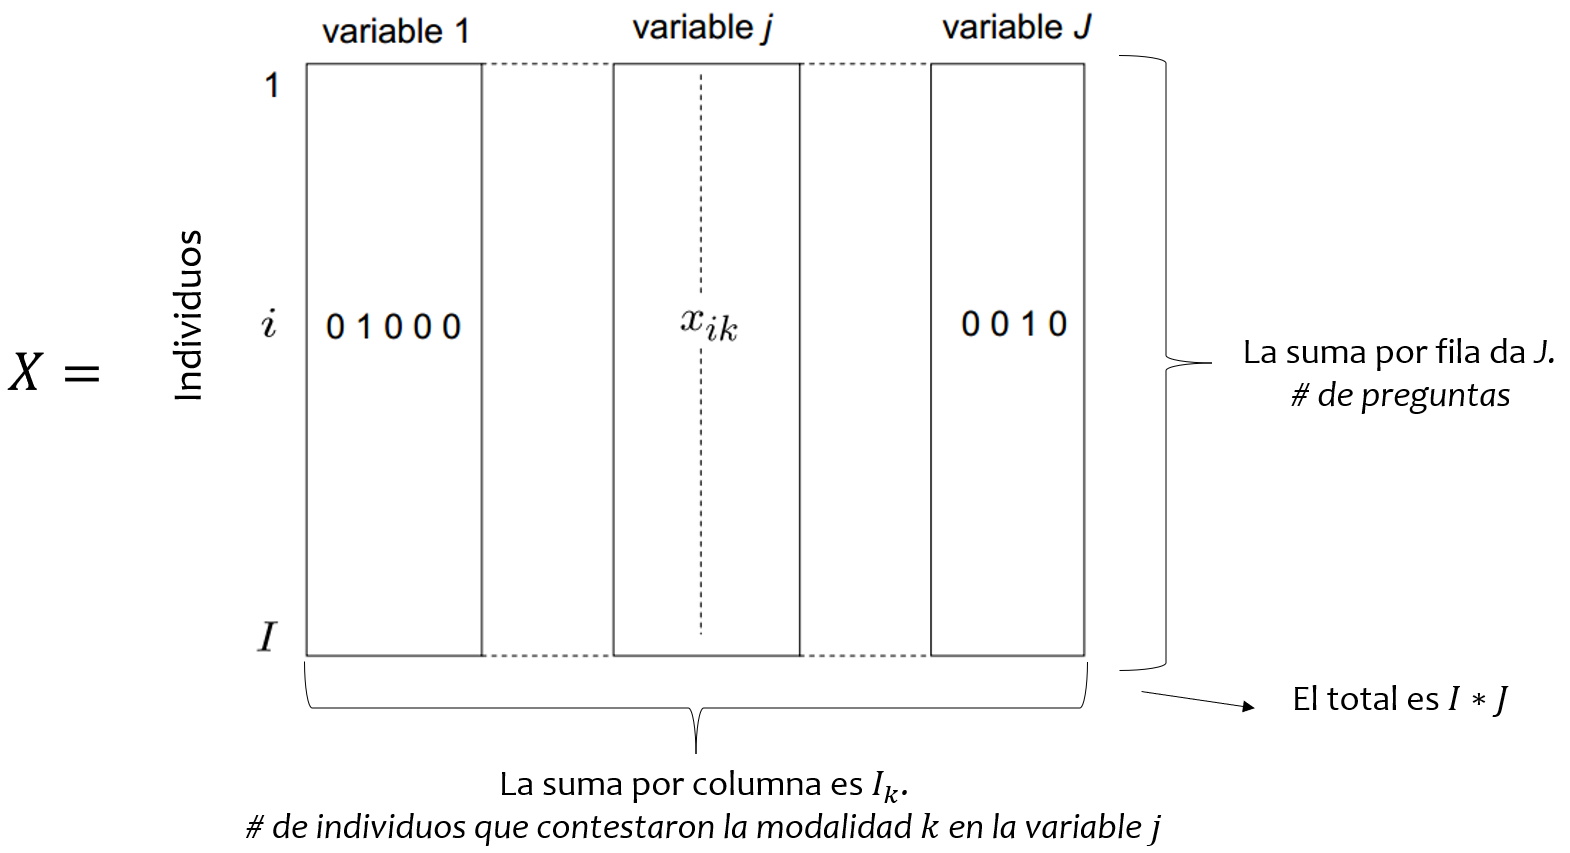 variable 1 variable j variable J
1
Individuos
i 0 1 0 0 0 x_{ik} 0 0 1 0
X =
La suma por fila da J.
# de preguntas
I
El total es I ∗ J
La suma por columna es I_k.
# de individuos que contestaron la modalidad k en la variable j